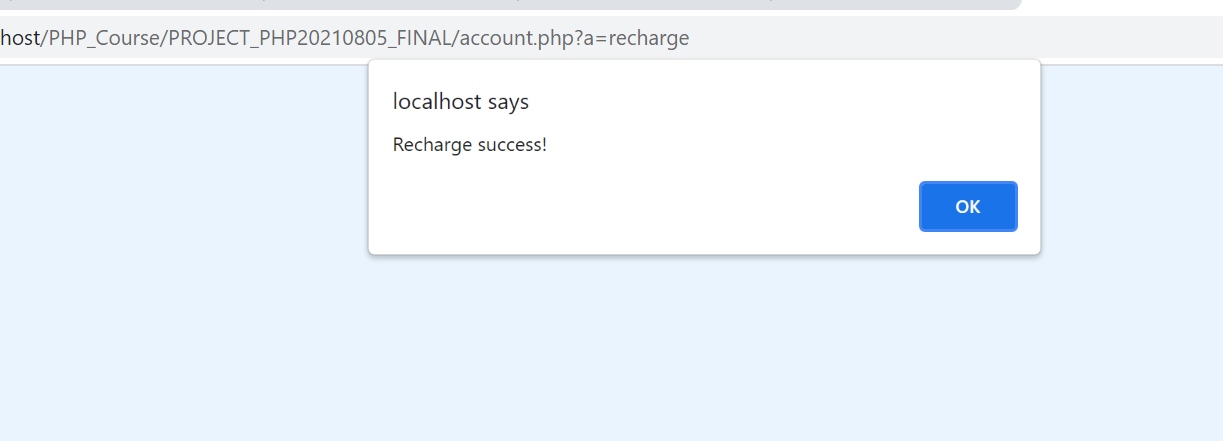 host/PHP_Course/PROJECT_PHP20210805_FINAL/account.php?a=recharge
localhost says
Recharge success!
OK